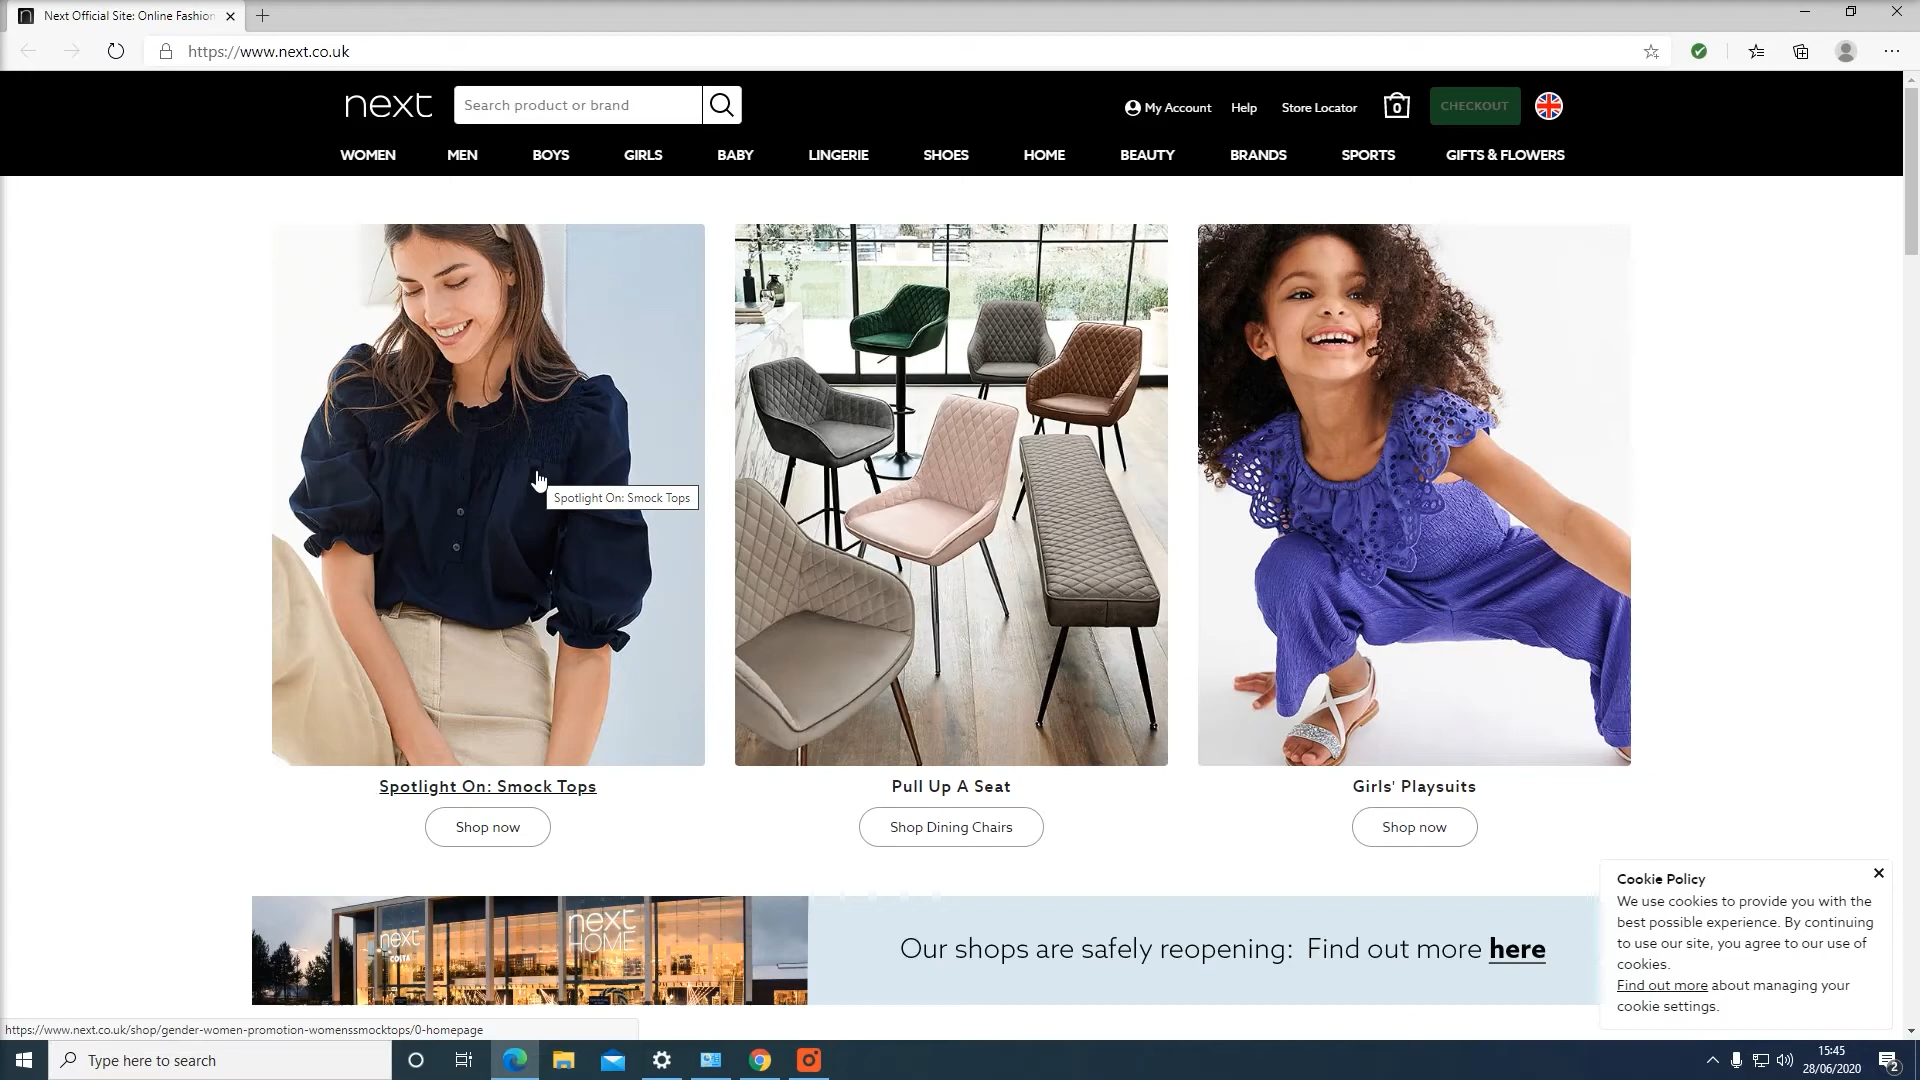 Next Official Site: Online Fashion
https://www.next.co.uk
next
Search product or brand
My Account
Help
Store Locator
0
CHECKOUT
WOMEN
MEN
BOYS
GIRLS
BABY
LINGERIE
SHOES
HOME
BEAUTY
BRANDS
SPORTS
GIFTS & FLOWERS
Spotlight On: Smock Tops
Spotlight On: Smock Tops
Shop now
Pull Up A Seat
Shop Dining Chairs
Girls' Playsuits
Shop now
next
COSTA
next
HOME
Our shops are safely reopening: Find out more here
Cookie Policy
We use cookies to provide you with the
best possible experience. By continuing
to use our site, you agree to our use of
cookies.
Find out more about managing your
cookie settings.
https://www.next.co.uk/shop/gender-women-promotion-womenssmocktops/0-homepage
Type here to search
15:45
28/06/2020
2